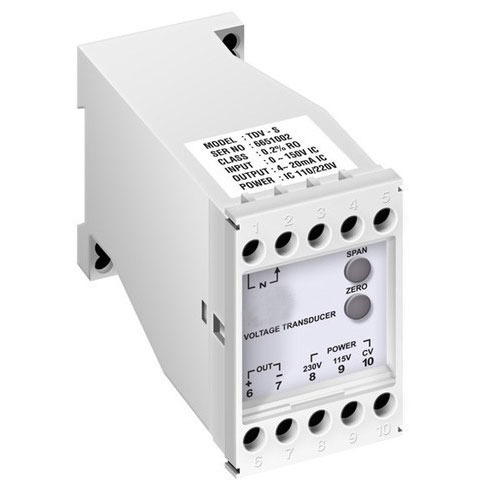 MODEL : TDV - S
SER NO : 6651002
CLASS : 0.2% RO
INPUT : 0 ~ 150V IC
OUTPUT : 4~ 20mA IC
POWER : IC 110/220V
1 2 3 4 5
SPAN
N
ZERO
VOLTAGE TRANSDUCER
OUT POWER
+ - 230V 115V CV
6 7 8 9 10
6 7 8 9 10